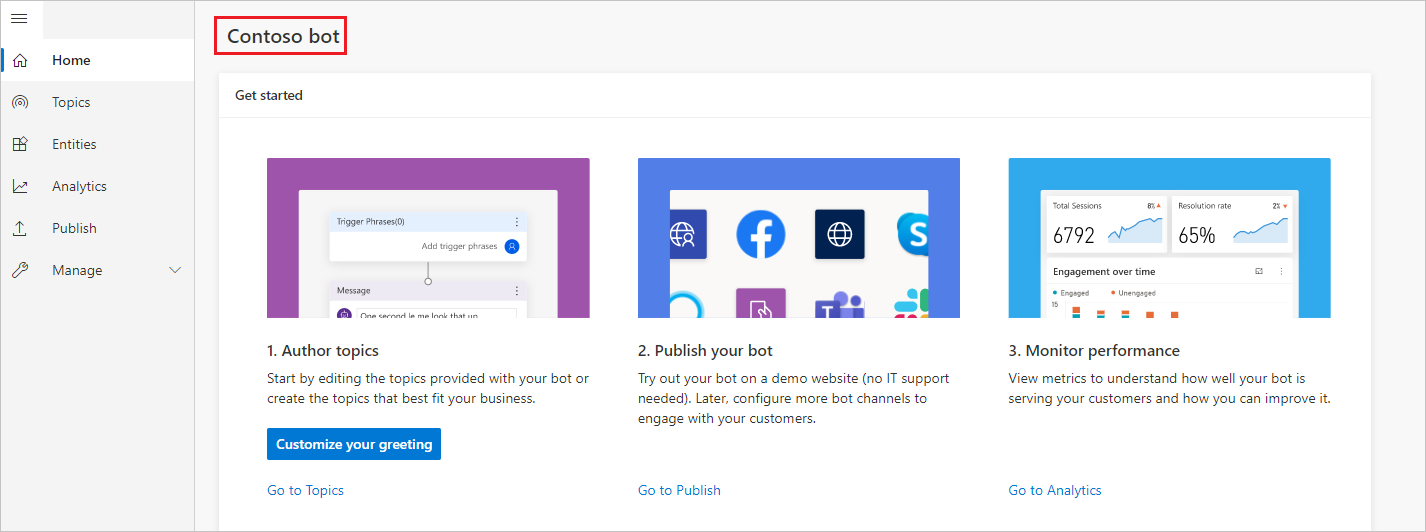 Contoso bot
Home
Topics
Entities
Analytics
Publish
Manage
Get started
Trigger Phrases(0)
Add trigger phrases
Message
One second le me look that up
S
Total Sessions
8%
6792
Resolution rate
2%
65%
Engagement over time
Engaged
Unengaged
15
1. Author topics
Start by editing the topics provided with your bot or
create the topics that best fit your business.
Customize your greeting
Go to Topics
2. Publish your bot
Try out your bot on a demo website (no IT support
needed). Later, configure more bot channels to
engage with your customers.
Go to Publish
3. Monitor performance
View metrics to understand how well your bot is
serving your customers and how you can improve it.
Go to Analytics